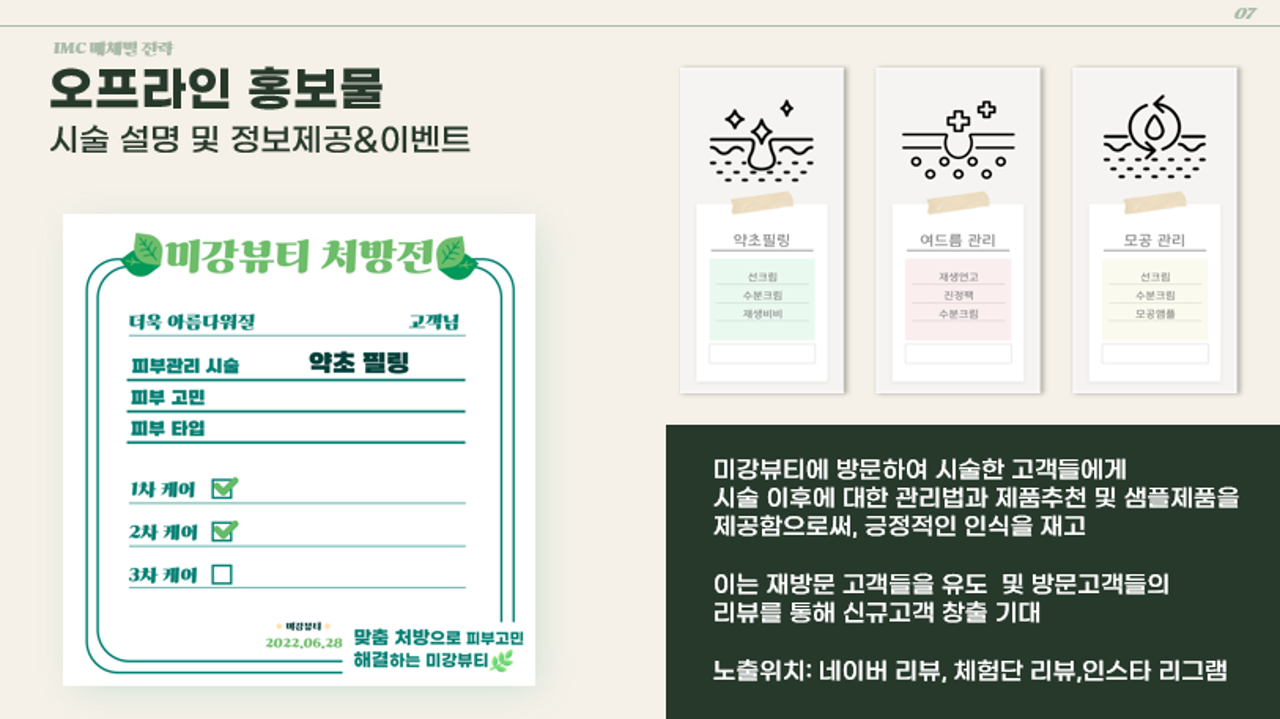 07
IMC 매체별 전략
오프라인 홍보물
시술 설명 및 정보제공&이벤트
미강뷰티 처방전
더욱 아름다워질 고객님
피부관리 시술 약초 필링
피부 고민
피부 타입
1차 케어
2차 케어
3차 케어
미강뷰티
2022.06.28
맞춤 처방으로 피부고민
해결하는 미강뷰티
약초필링
선크림
수분크림
재생비비
여드름 관리
재생연고
진정팩
수분크림
모공 관리
선크림
수분크림
모공앰플
미강뷰티에 방문하여 시술한 고객들에게
시술 이후에 대한 관리법과 제품추천 및 샘플제품을
제공함으로써, 긍정적인 인식을 재고
이는 재방문 고객들을 유도 및 방문고객들의
리뷰를 통해 신규고객 창출 기대
노출위치: 네이버 리뷰, 체험단 리뷰,인스타 리그램